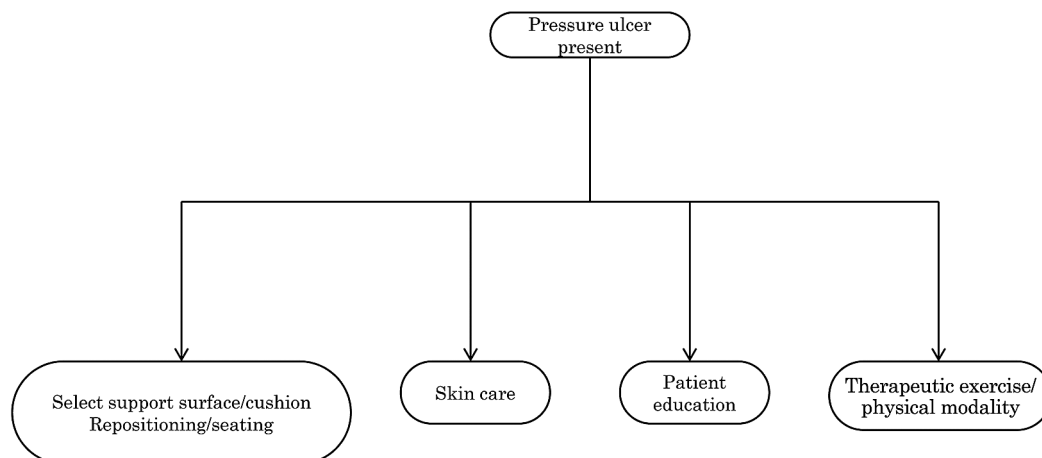 Pressure ulcer
present
Select support surface/cushion
Repositioning/seating
Skin care
Patient
education
Therapeutic exercise/
physical modality